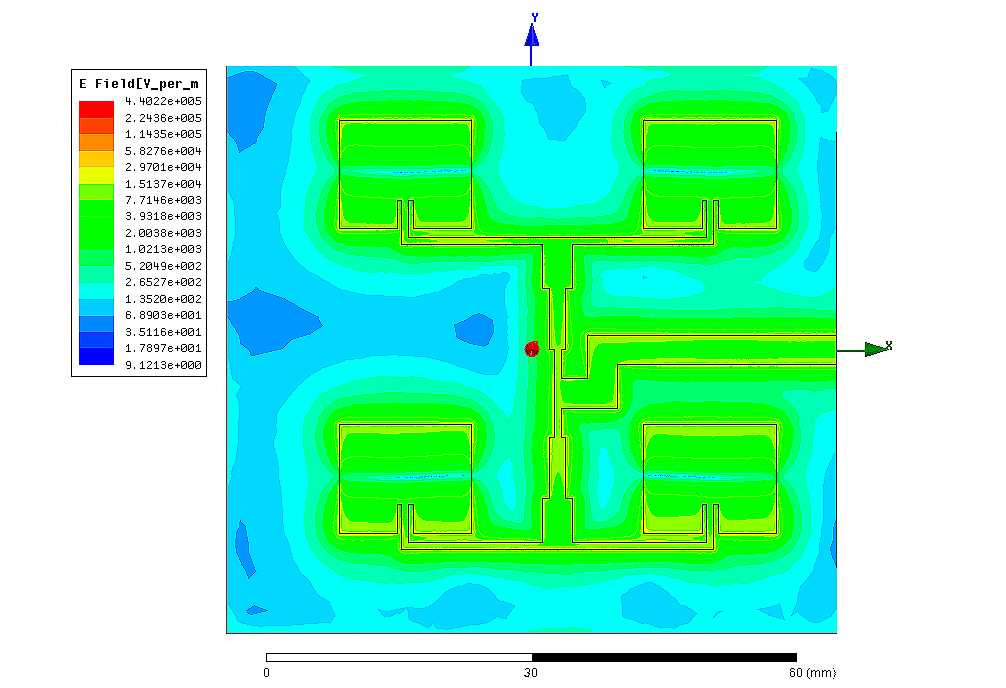 Y
E Field[V_per_m
4.4022e+005
2.2436e+005
1.1435e+005
5.8276e+004
2.9701e+004
1.5137e+004
7.7146e+003
3.9318e+003
2.0038e+003
1.0213e+003
5.2049e+002
2.6527e+002
1.3520e+002
6.8903e+001
3.5116e+001
1.7897e+001
9.1213e+000
X
0 30 60 (mm)